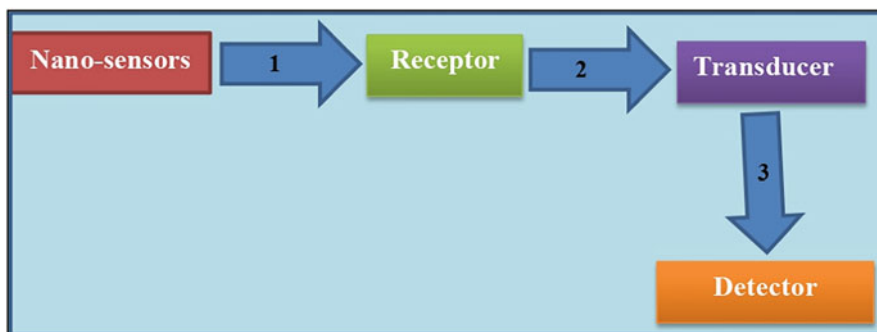 Nano-sensors
1
Receptor
2
Transducer
3
Detector